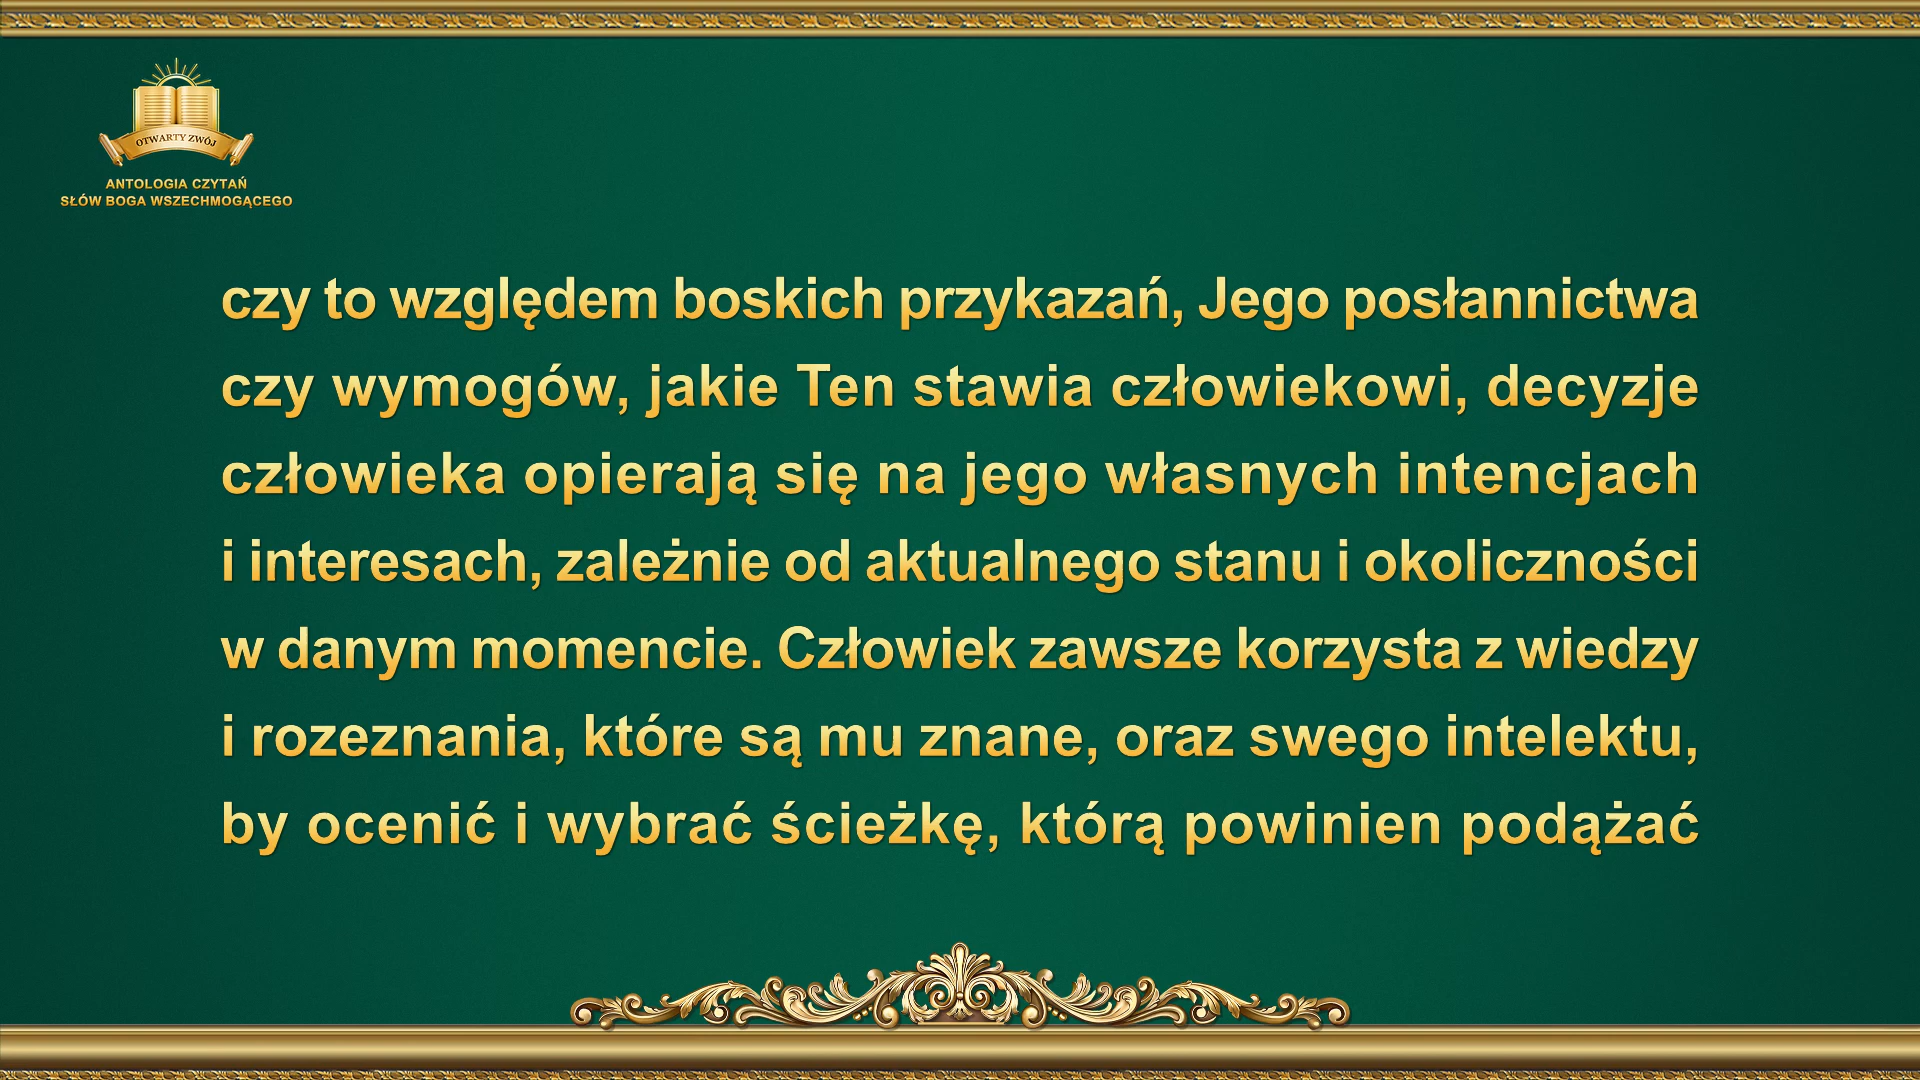 OTWARTY ZWÓJ
ANTOLOGIA CZYTAŃ
SŁÓW BOGA WSZECHMOGĄCEGO
czy to względem boskich przykazań, Jego posłannictwa
czy wymogów, jakie Ten stawia człowiekowi, decyzje
człowieka opierają się na jego własnych intencjach
i interesach, zależnie od aktualnego stanu i okoliczności
w danym momencie. Człowiek zawsze korzysta z wiedzy
i rozeznania, które są mu znane, oraz swego intelektu,
by ocenić i wybrać ścieżkę, którą powinien podążać